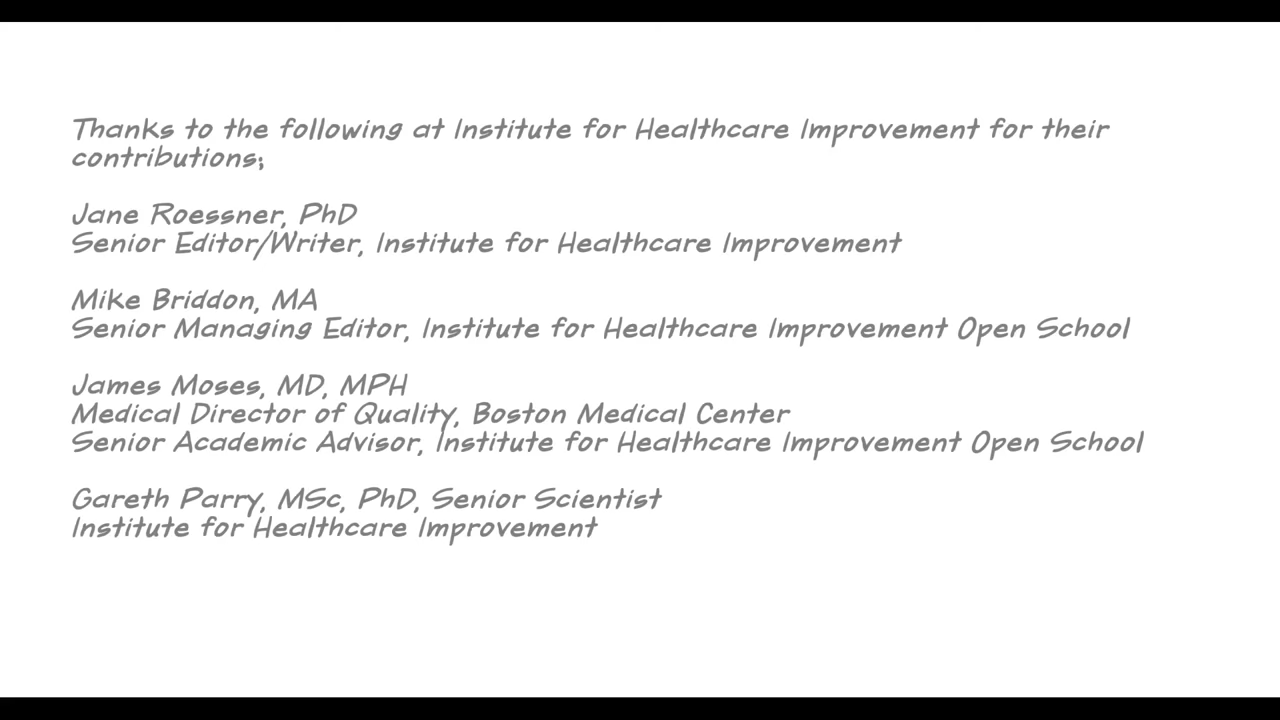 Thanks to the following at Institute for Healthcare Improvement for their
contributions;
Jane Roessner, PhD
Senior Editor/Writer, Institute for Healthcare Improvement
Mike Briddon, MA
Senior Managing Editor, Institute for Healthcare Improvement Open School
James Moses, MD, MPH
Medical Director of Quality, Boston Medical Center
Senior Academic Advisor, Institute for Healthcare Improvement Open School
Gareth Parry, MSc, PhD, Senior Scientist
Institute for Healthcare Improvement